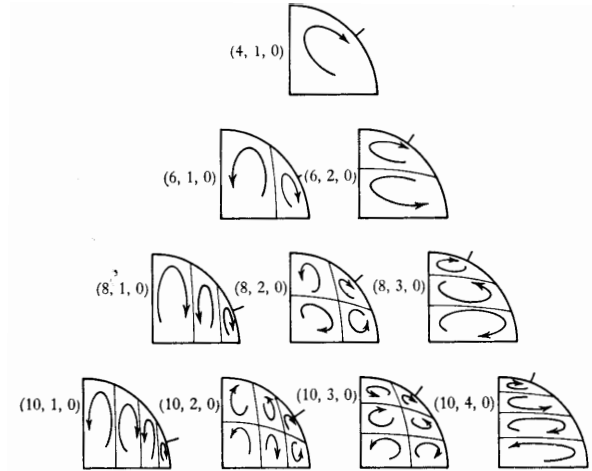 (4, 1, 0)
(6, 1, 0) (6, 2, 0)
(8, 1, 0) (8, 2, 0) (8, 3, 0)
(10, 1, 0) (10, 2, 0) (10, 3, 0) (10, 4, 0)